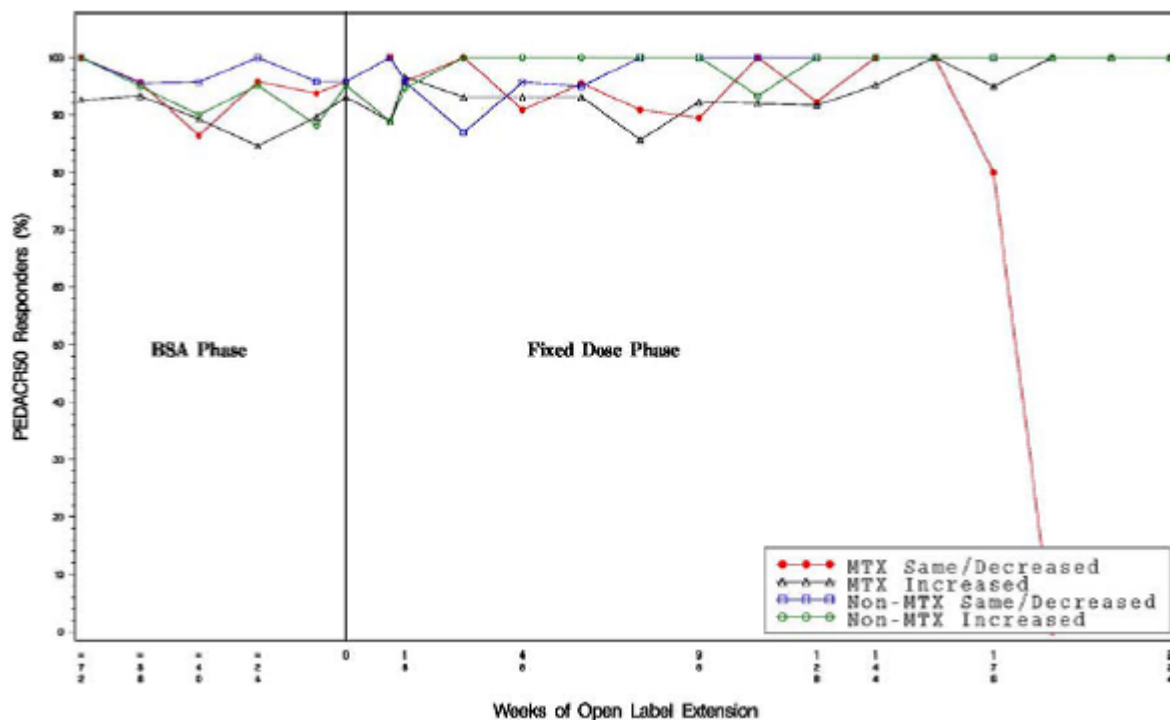 PEDACR50 Responders (%)
100
90
80
70
60
50
40
30
20
10
0
BSA Phase
Fixed Dose Phase
MTX Same/Decreased
MTX Increased
Non-MTX Same/Decreased
Non-MTX Increased
0
Weeks of Open Label Extension